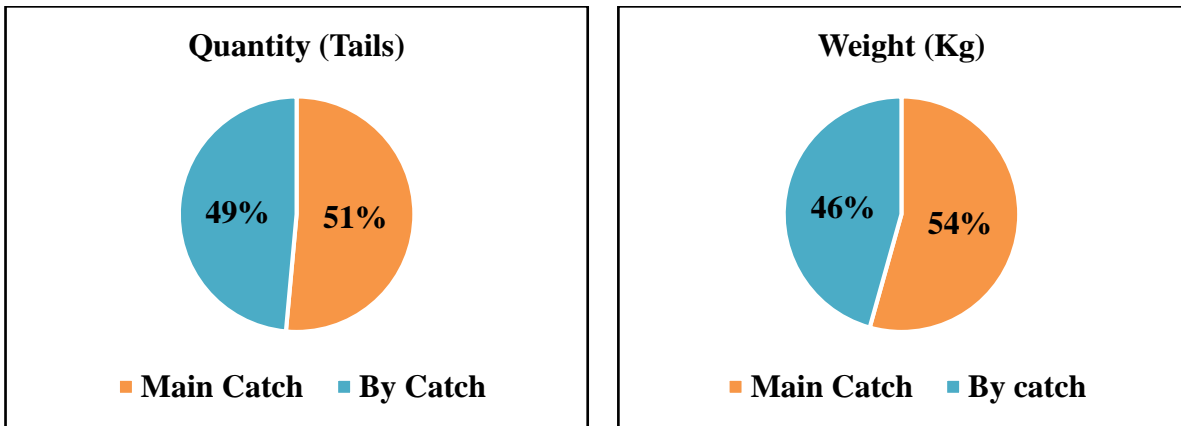 Quantity (Tails)
49%
51%
Main Catch
By Catch
Weight (Kg)
46%
54%
Main Catch
By catch